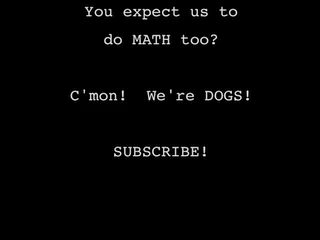 You expect us to
do MATH too?
C'mon!  We're DOGS!
SUBSCRIBE!